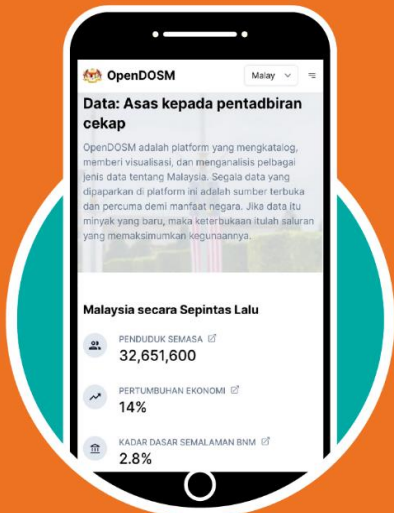 OpenDOSM
Malay
Data: Asas kepada pentadbiran
cekap
OpenDOSM adalah platform yang mengkatalog,
memberi visualisasi, dan menganalisis pelbagai
jenis data tentang Malaysia. Segala data yang
dipaparkan di platform ini adalah sumber terbuka
dan percuma demi manfaat negara. Jika data itu
minyak yang baru, maka keterbukaan itulah saluran
yang memaksimumkan kegunaannya.
Malaysia secara Sepintas Lalu
PENDUDUK SEMASA
32,651,600
PERTUMBUHAN EKONOMI
14%
KADAR DASAR SEMALAMAN BNM
2.8%